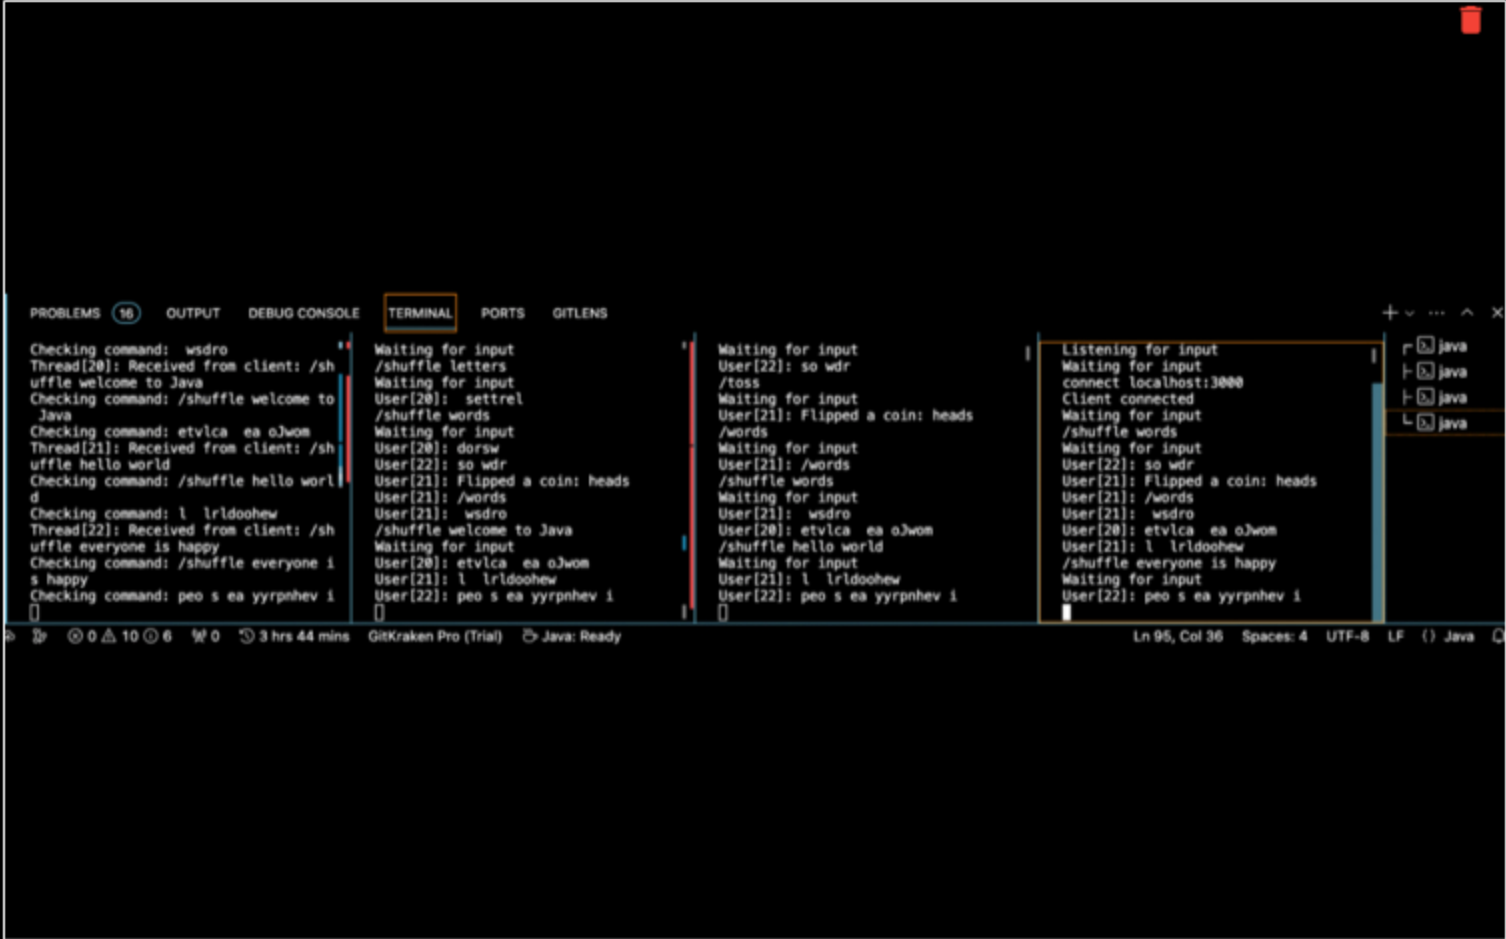 PROBLEMS 16 OUTPUT DEBUG CONSOLE TERMINAL PORTS GITLENS
Checking command:  wsdro
Thread[20]: Received from client: /sh
uffle welcome to Java
Checking command: /shuffle welcome to
 Java
Checking command: etvlca  ea oJwom
Thread[21]: Received from client: /sh
uffle hello world
Checking command: /shuffle hello worl
d
Checking command: l  lrldoohew
Thread[22]: Received from client: /sh
uffle everyone is happy
Checking command: /shuffle everyone i
s happy
Checking command: peo s ea yyrpnhev i
Waiting for input
/shuffle letters
Waiting for input
User[20]:  settrel
/shuffle words
Waiting for input
User[20]: dorsw
User[22]: so wdr
User[21]: Flipped a coin: heads
User[21]: /words
User[21]:  wsdro
/shuffle welcome to Java
Waiting for input
User[20]: etvlca  ea oJwom
User[21]: l  lrldoohew
User[22]: peo s ea yyrpnhev i
Waiting for input
User[22]: so wdr
/toss
Waiting for input
User[21]: Flipped a coin: heads
/words
Waiting for input
User[21]: /words
/shuffle words
Waiting for input
User[21]:  wsdro
User[20]: etvlca  ea oJwom
/shuffle hello world
Waiting for input
User[21]: l  lrldoohew
User[22]: peo s ea yyrpnhev i
Listening for input
Waiting for input
connect localhost:3000
Client connected
Waiting for input
/shuffle words
Waiting for input
User[22]: so wdr
User[21]: Flipped a coin: heads
User[21]: /words
User[21]:  wsdro
User[20]: etvlca  ea oJwom
User[21]: l  lrldoohew
/shuffle everyone is happy
Waiting for input
User[22]: peo s ea yyrpnhev i
java
java
java
java
0 10 6 0 3 hrs 44 mins GitKraken Pro (Trial) Java: Ready Ln 95, Col 36 Spaces: 4 UTF-8 LF {} Java